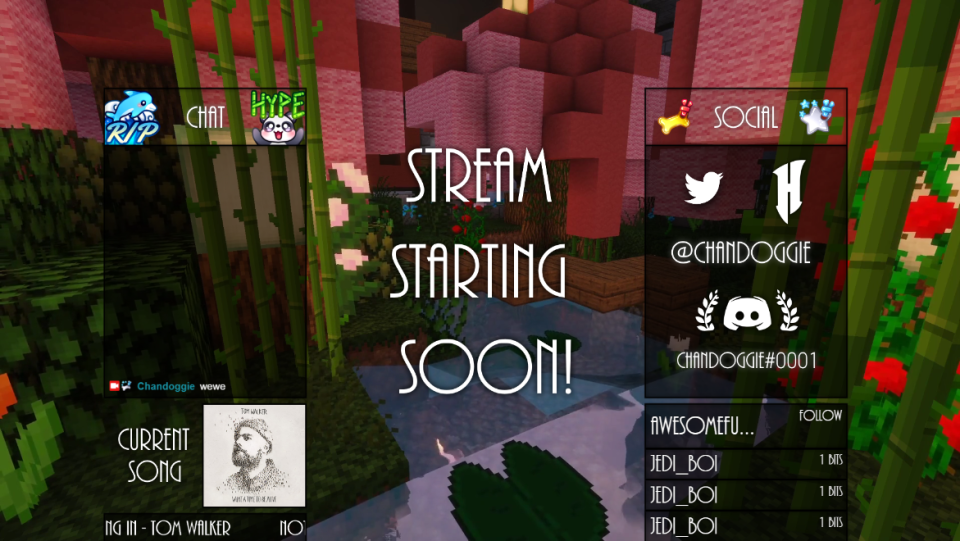 RIP
CHAT
HYPE
Chandoggie wewe
CURRENT
SONG
TOM WALKER
WHAT A TIME TO BE ALIVE
NG IN - TOM WALKER NO
STREAM
STARTING
SOON!
SOCIAL
H
@CHANDOGGIE
CHANDOGGIE#0001
AWESOMEFU... FOLLOW
JEDI_BOI 1 BITS
JEDI_BOI 1 BITS
JEDI_BOI 1 BITS